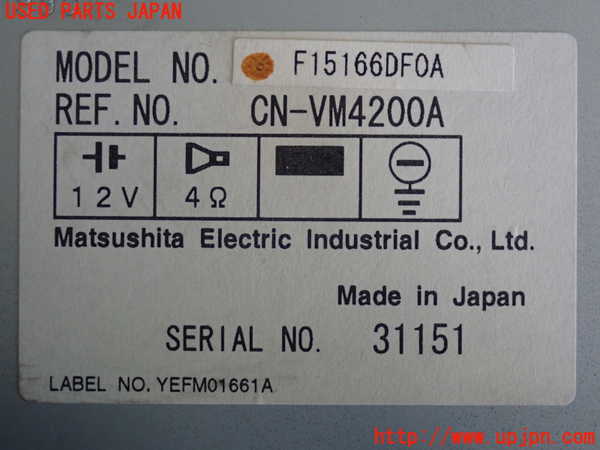 USED PARTS JAPAN
MODEL NO. F15166DF0A
REF. NO. CN-VM4200A
12V 4Ω
Matsushita Electric Industrial Co., Ltd.
Made in Japan
SERIAL NO. 31151
LABEL NO. YEFM01661A
http://www.upjpn.com/